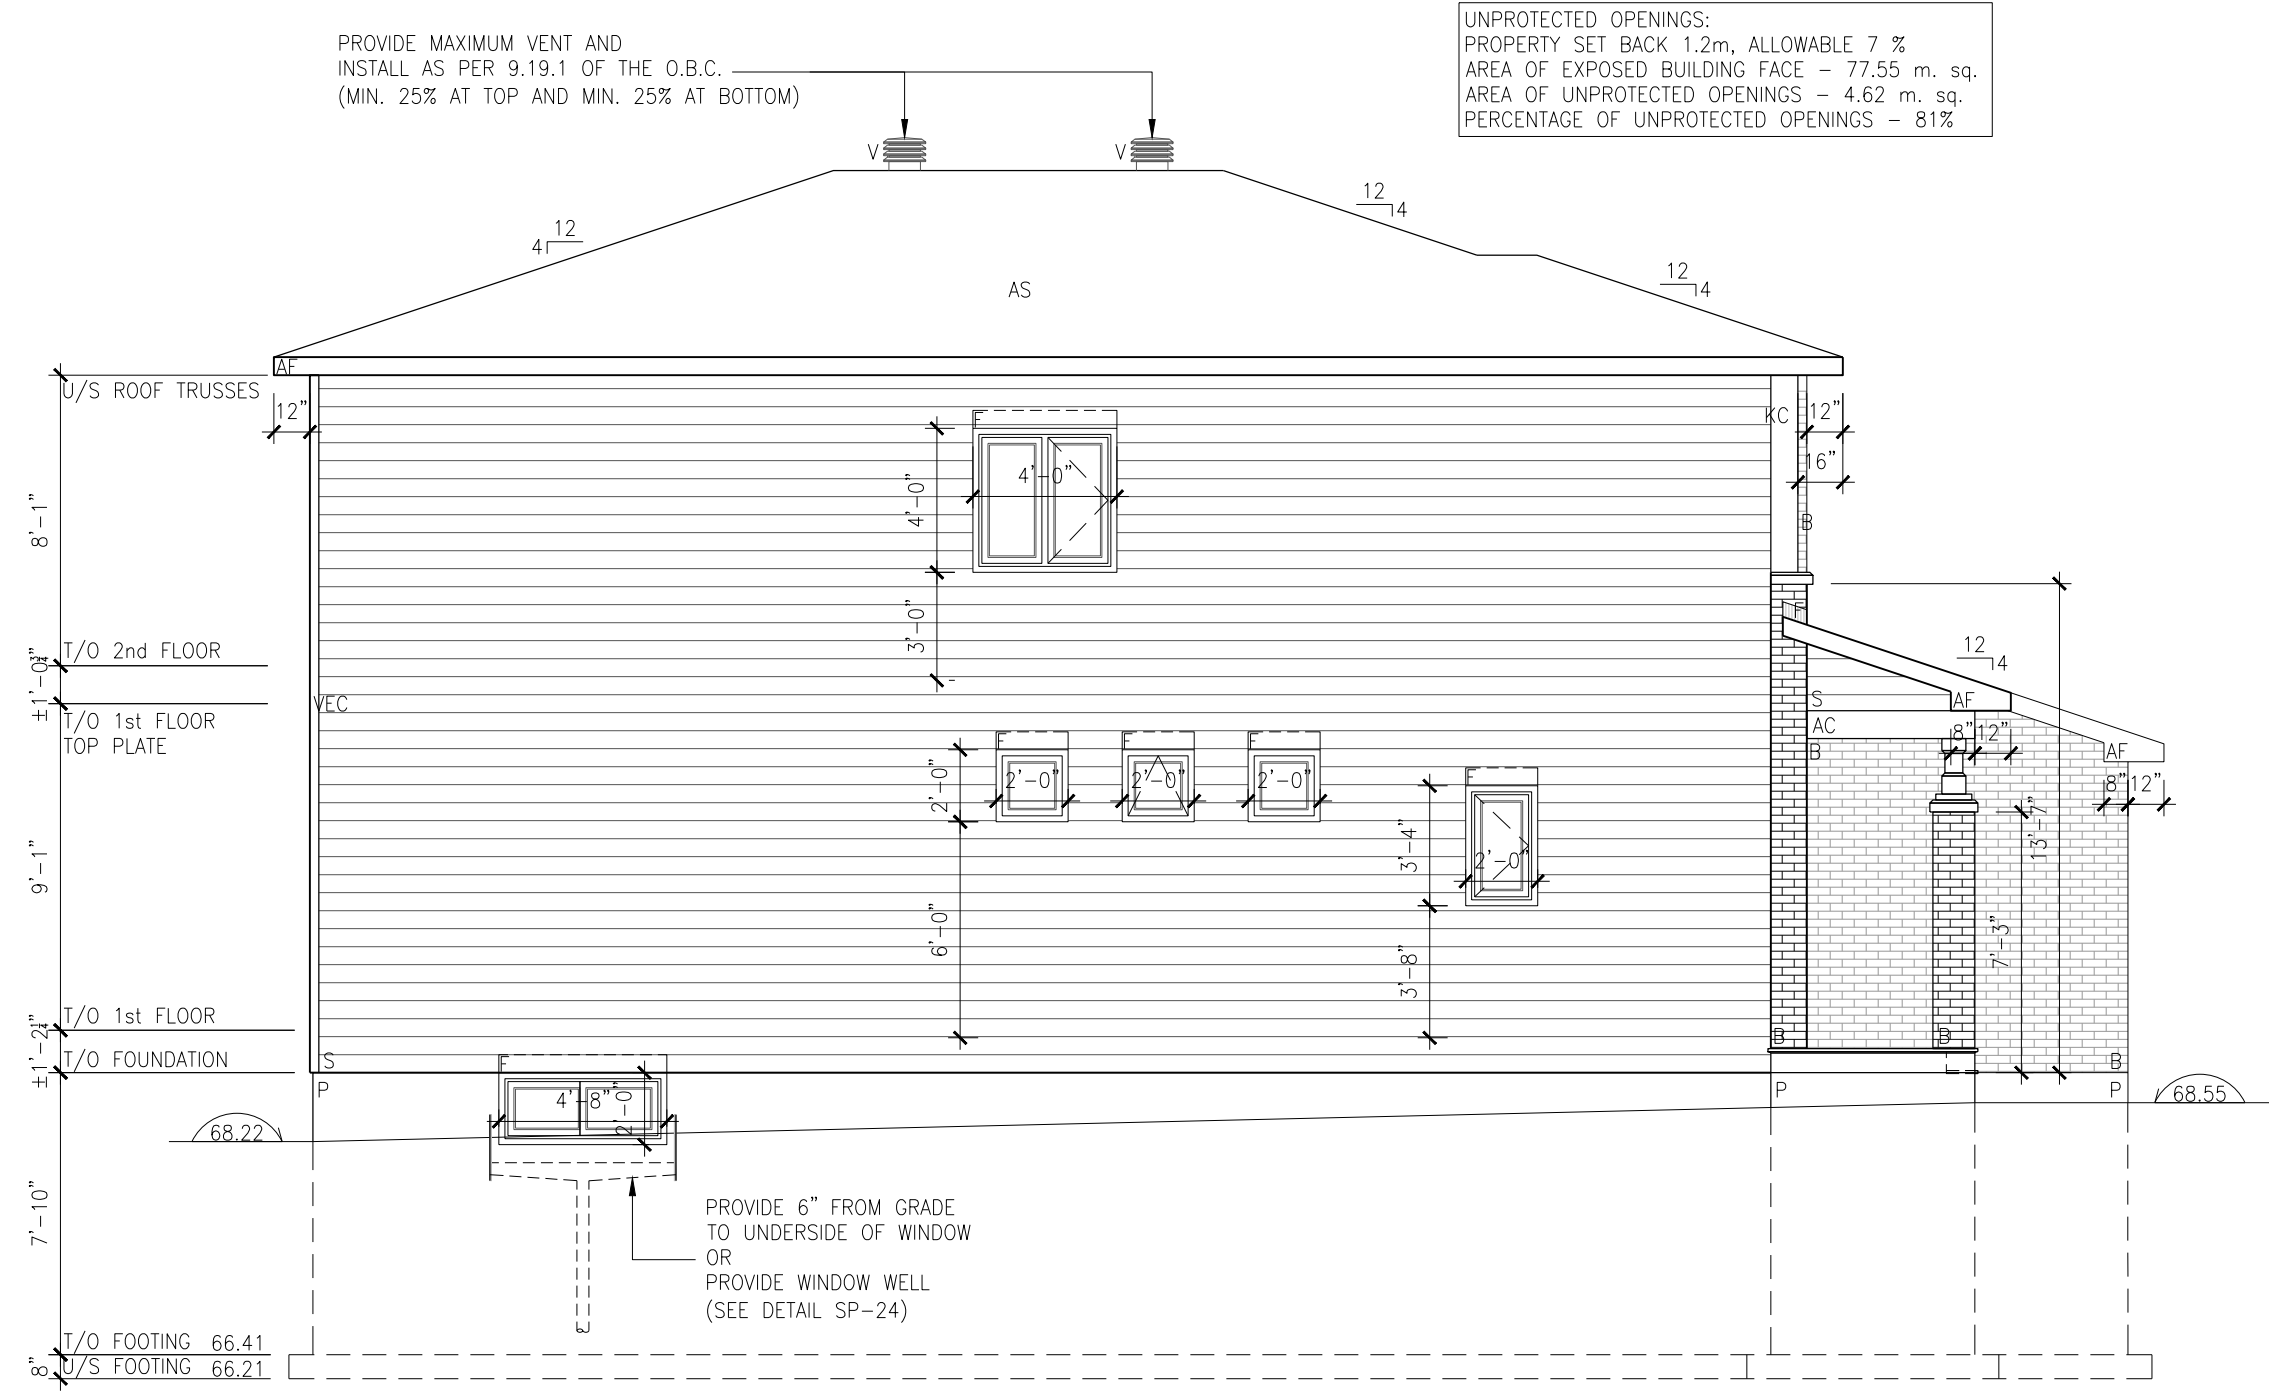 PROVIDE MAXIMUM VENT AND
INSTALL AS PER 9.19.1 OF THE O.B.C.
(MIN. 25% AT TOP AND MIN. 25% AT BOTTOM)
UNPROTECTED OPENINGS:
PROPERTY SET BACK 1.2m, ALLOWABLE 7 %
AREA OF EXPOSED BUILDING FACE - 77.55 m. sq.
AREA OF UNPROTECTED OPENINGS - 4.62 m. sq.
PERCENTAGE OF UNPROTECTED OPENINGS - 81%
V
V
12
4
12
4
12
4
AS
AF
U/S ROOF TRUSSES
12"
KC
12"
16"
B
F
4'-0"
4'-0"
3'-0"
8'-1"
T/O 2nd FLOOR
±1'-0¾"
T/O 1st FLOOR
TOP PLATE
VEC
F
12
4
S
AF
AC
B
8"
12"
AF
8"
12"
F
F
F
F
2'-0"
2'-0"
2'-0"
2'-0"
6'-0"
3'-4"
2'-0"
3'-8"
13'-7"
7'-3"
9'-1"
T/O 1st FLOOR
±1'-2¼"
T/O FOUNDATION
S
P
F
4'-8"
2'-0"
B
B
B
P
P
68.22
68.55
7'-10"
PROVIDE 6" FROM GRADE
TO UNDERSIDE OF WINDOW
OR
PROVIDE WINDOW WELL
(SEE DETAIL SP-24)
T/O FOOTING 66.41
U/S FOOTING 66.21
8"